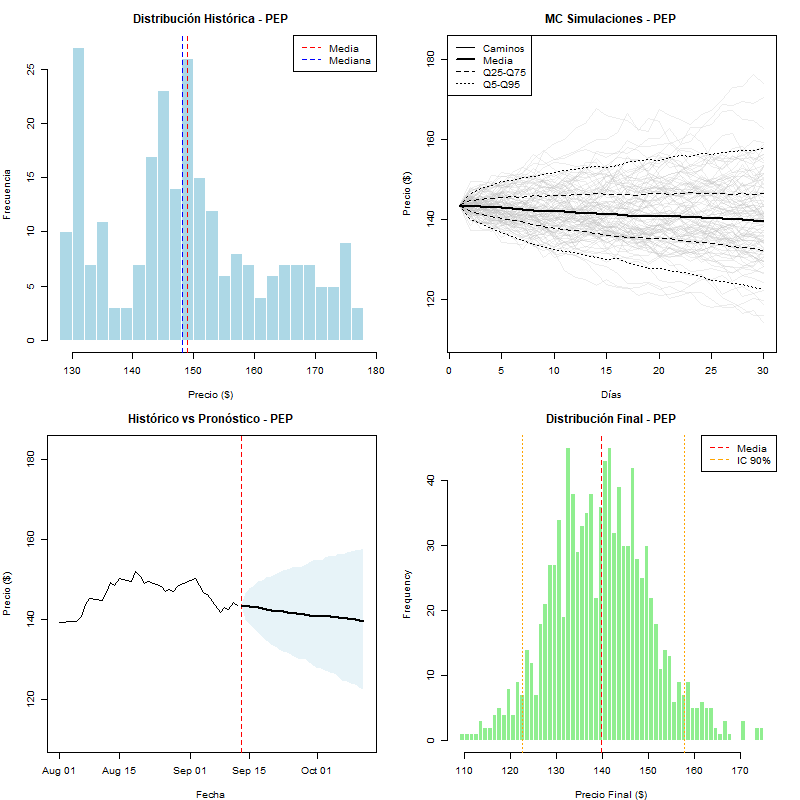 Distribución Histórica - PEP
Frecuencia
0
5
10
15
20
25
Media
Mediana
130 140 150 160 170 180
Precio ($)
MC Simulaciones - PEP
Precio ($)
120
140
160
180
Caminos
Media
Q25-Q75
Q5-Q95
0 5 10 15 20 25 30
Días
Histórico vs Pronóstico - PEP
Precio ($)
120
140
160
180
Aug 01 Aug 15 Sep 01 Sep 15 Oct 01
Fecha
Distribución Final - PEP
Frequency
0
10
20
30
40
Media
IC 90%
110 120 130 140 150 160 170
Precio Final ($)